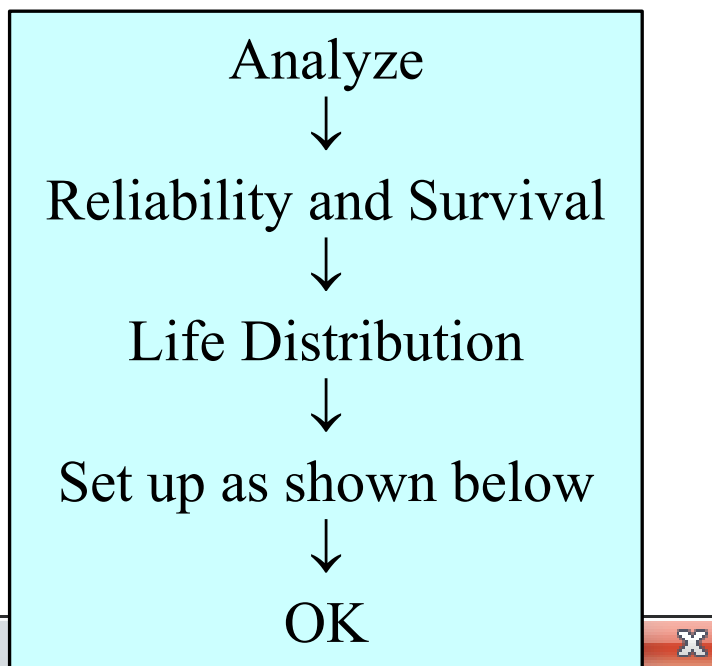 Analyze
↓
Reliability and Survival
↓
Life Distribution
↓
Set up as shown below
↓
OK